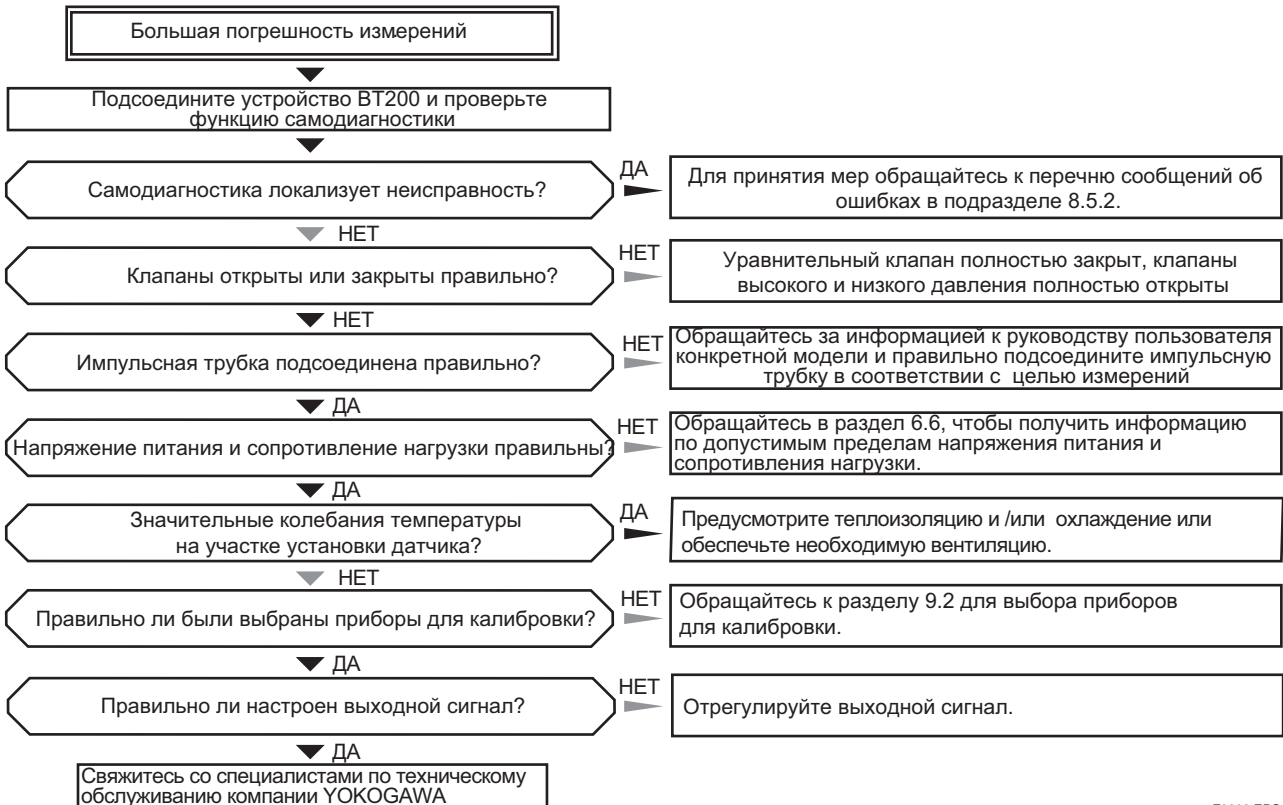 Большая погрешность измерений
Подсоедините устройство BT200 и проверьте
функцию самодиагностики
Самодиагностика локализует неисправность?
ДА
Для принятия мер обращайтесь к перечню сообщений об
ошибках в подразделе 8.5.2.
НЕТ
Клапаны открыты или закрыты правильно?
НЕТ
Уравнительный клапан полностью закрыт, клапаны
высокого и низкого давления полностью открыты
НЕТ
Импульсная трубка подсоединена правильно?
НЕТ
Обращайтесь за информацией к руководству пользователя
конкретной модели и правильно подсоедините импульсную
трубку в соответствии с целью измерений
ДА
Напряжение питания и сопротивление нагрузки правильны?
НЕТ
Обращайтесь в раздел 6.6, чтобы получить информацию
по допустимым пределам напряжения питания и
сопротивления нагрузки.
ДА
Значительные колебания температуры
на участке установки датчика?
ДА
Предусмотрите теплоизоляцию и /или охлаждение или
обеспечьте необходимую вентиляцию.
НЕТ
Правильно ли были выбраны приборы для калибровки?
НЕТ
Обращайтесь к разделу 9.2 для выбора приборов
для калибровки.
ДА
Правильно ли настроен выходной сигнал?
НЕТ
Отрегулируйте выходной сигнал.
ДА
Свяжитесь со специалистами по техническому
обслуживанию компании YOKOGAWA